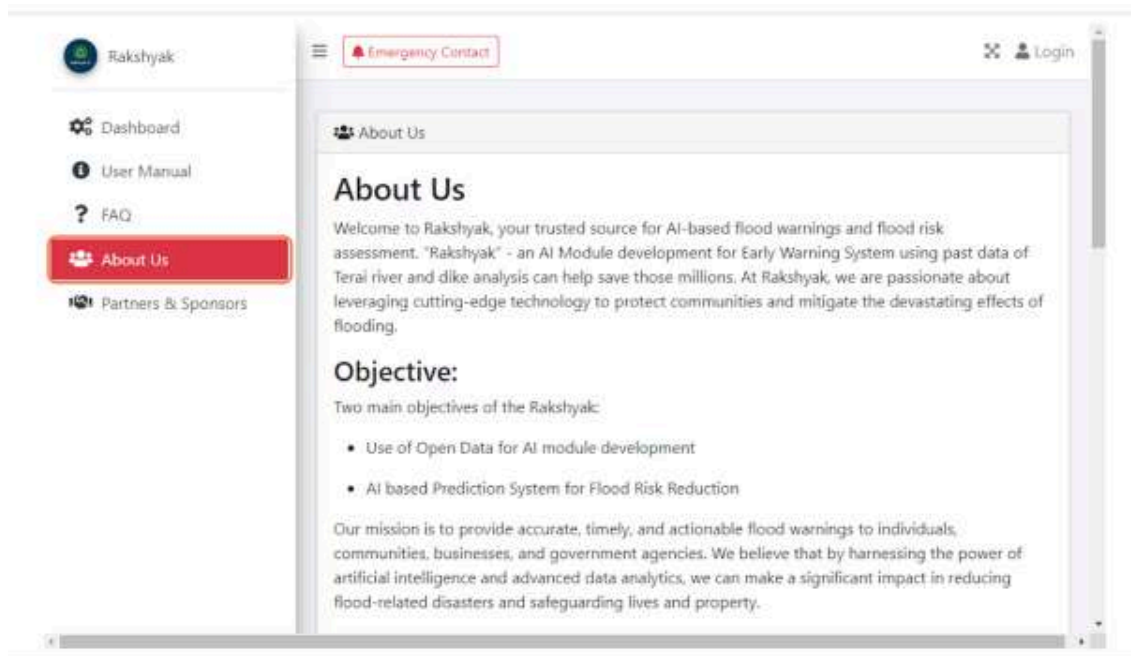 Rakshyak
Emergency Contact
Login
Dashboard
User Manual
FAQ
About Us
Partners & Sponsors
About Us
About Us
Welcome to Rakshyak, your trusted source for AI-based flood warnings and flood risk
assessment. "Rakshyak" - an AI Module development for Early Warning System using past data of
Terai river and dike analysis can help save those millions. At Rakshyak, we are passionate about
leveraging cutting-edge technology to protect communities and mitigate the devastating effects of
flooding.
Objective:
Two main objectives of the Rakshyak:
• Use of Open Data for AI module development
• AI based Prediction System for Flood Risk Reduction
Our mission is to provide accurate, timely, and actionable flood warnings to individuals,
communities, businesses, and government agencies. We believe that by harnessing the power of
artificial intelligence and advanced data analytics, we can make a significant impact in reducing
flood-related disasters and safeguarding lives and property.